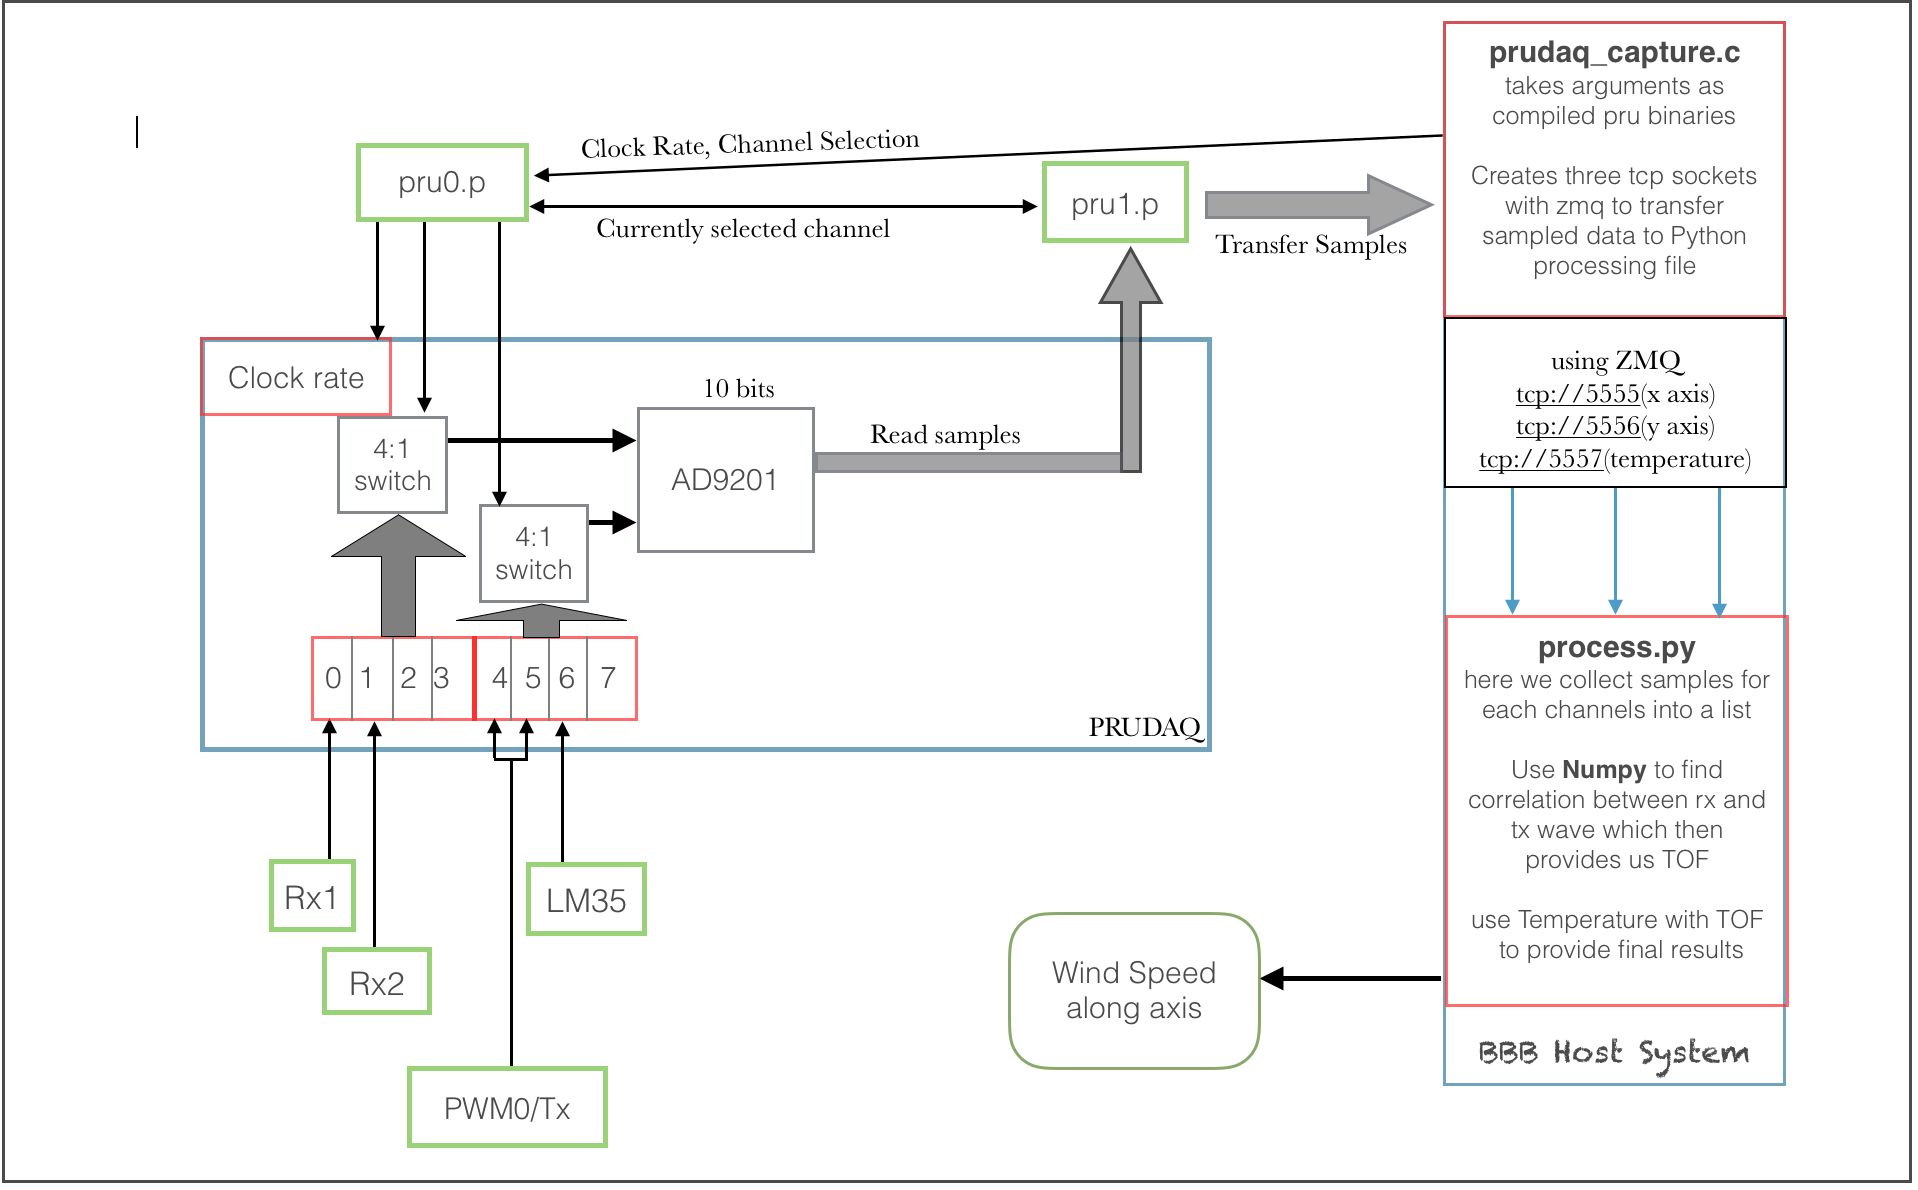 prudaq_capture.c
takes arguments as
compiled pru binaries
Creates three tcp sockets
with zmq to transfer
sampled data to Python
processing file
Clock Rate, Channel Selection
pru0.p
pru1.p
Currently selected channel
Transfer Samples
Clock rate
10 bits
4:1
switch
AD9201
Read samples
4:1
switch
using ZMQ
tcp://5555(x axis)
tcp://5556(y axis)
tcp://5557(temperature)
0 1 2 3 4 5 6 7
PRUDAQ
process.py
here we collect samples for
each channels into a list
Use Numpy to find
correlation between rx and
tx wave which then
provides us TOF
use Temperature with TOF
to provide final results
Rx1
LM35
Rx2
PWM0/Tx
Wind Speed
along axis
BBB Host System